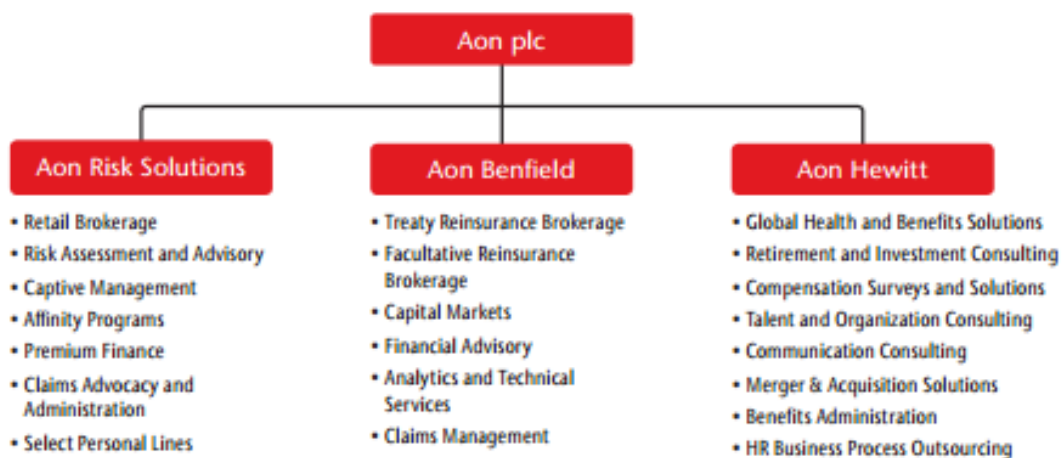 Aon plc
Aon Risk Solutions
• Retail Brokerage
• Risk Assessment and Advisory
• Captive Management
• Affinity Programs
• Premium Finance
• Claims Advocacy and
Administration
• Select Personal Lines
Aon Benfield
• Treaty Reinsurance Brokerage
• Facultative Reinsurance
Brokerage
• Capital Markets
• Financial Advisory
• Analytics and Technical
Services
• Claims Management
Aon Hewitt
• Global Health and Benefits Solutions
• Retirement and Investment Consulting
• Compensation Surveys and Solutions
• Talent and Organization Consulting
• Communication Consulting
• Merger & Acquisition Solutions
• Benefits Administration
• HR Business Process Outsourcing